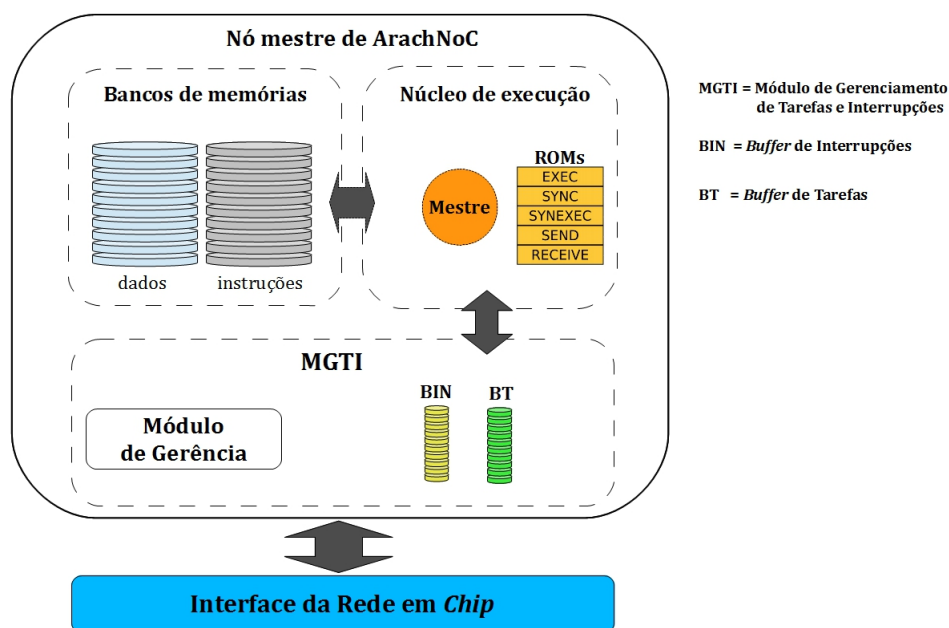 Nó mestre de ArachNoC
Bancos de memórias
dados
instruções
Núcleo de execução
Mestre
ROMs
EXEC
SYNC
SYNEXEC
SEND
RECEIVE
MGTI
Módulo
de Gerência
BIN
BT
Interface da Rede em Chip
MGTI = Módulo de Gerenciamento
de Tarefas e Interrupções
BIN = Buffer de Interrupções
BT = Buffer de Tarefas